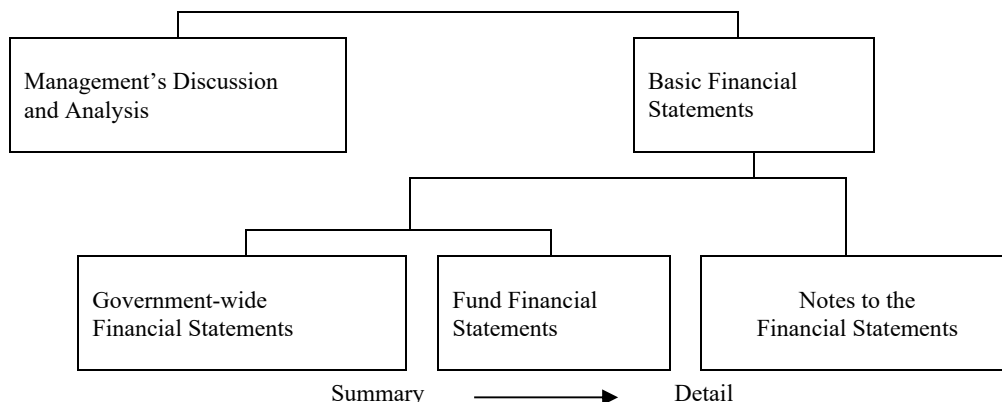 Management’s Discussion
and Analysis
Basic Financial
Statements
Government-wide
Financial Statements
Fund Financial
Statements
Notes to the
Financial Statements
Summary
Detail